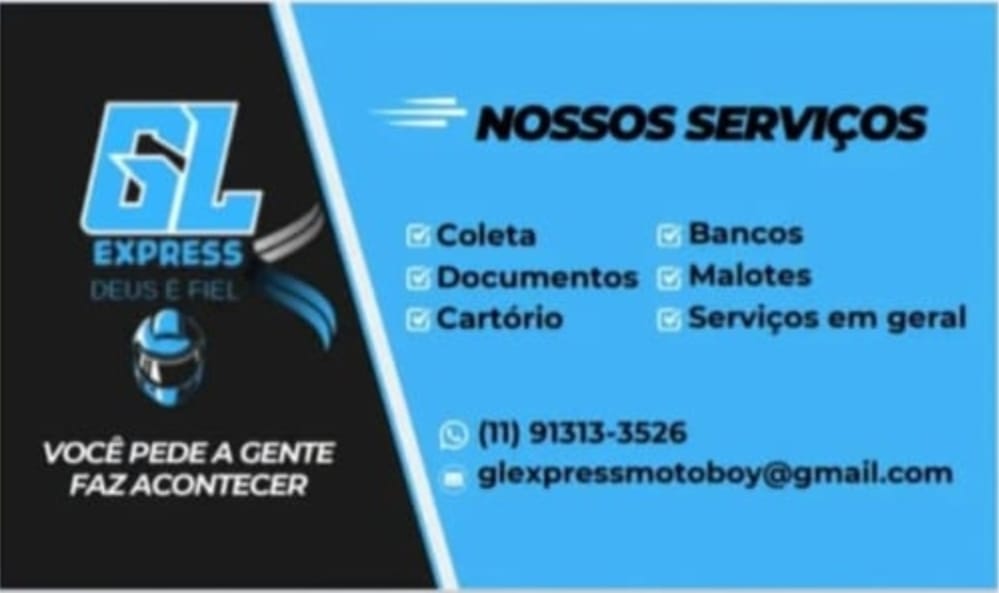 GL
EXPRESS
DEUS É FIEL
VOCÊ PEDE A GENTE
FAZ ACONTECER
NOSSOS SERVIÇOS
Coleta
Documentos
Cartório
Bancos
Malotes
Serviços em geral
(11) 91313-3526
glexpressmotoboy@gmail.com